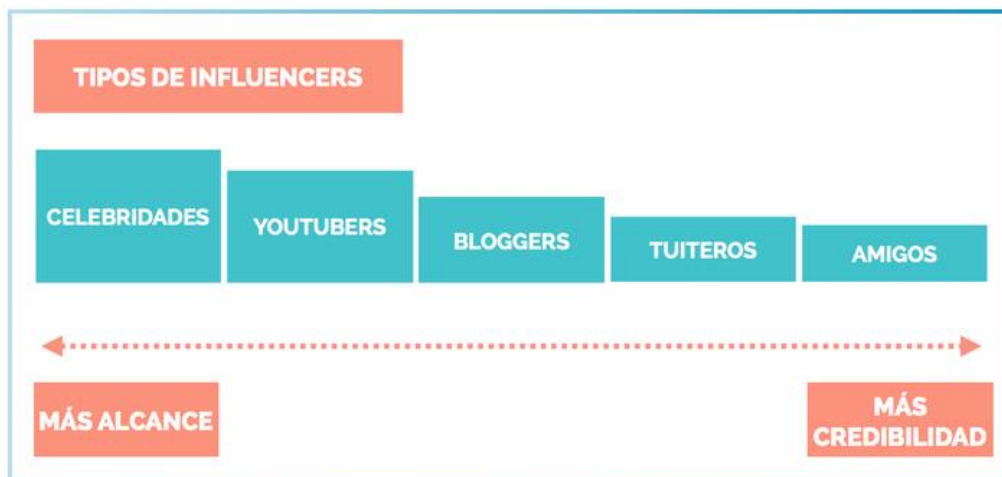 TIPOS DE INFLUENCERS
CELEBRIDADES
YOUTUBERS
BLOGGERS
TUITEROS
AMIGOS
MÁS ALCANCE
MÁS
CREDIBILIDAD